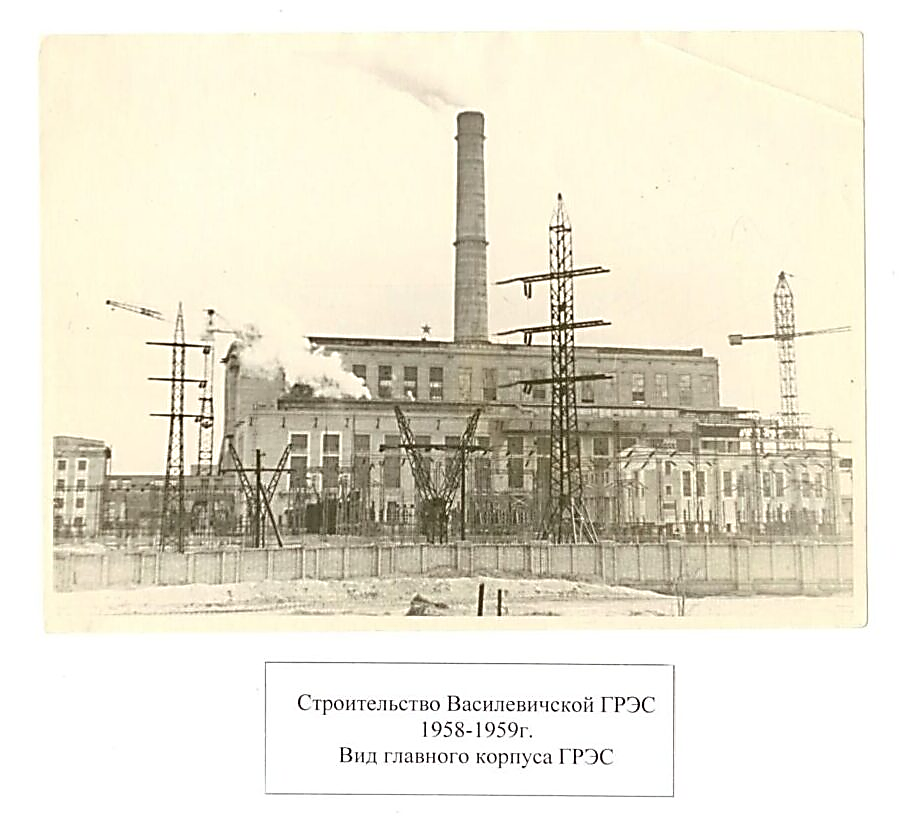 Строительство Василевичской ГРЭС
1958-1959г.
Вид главного корпуса ГРЭС